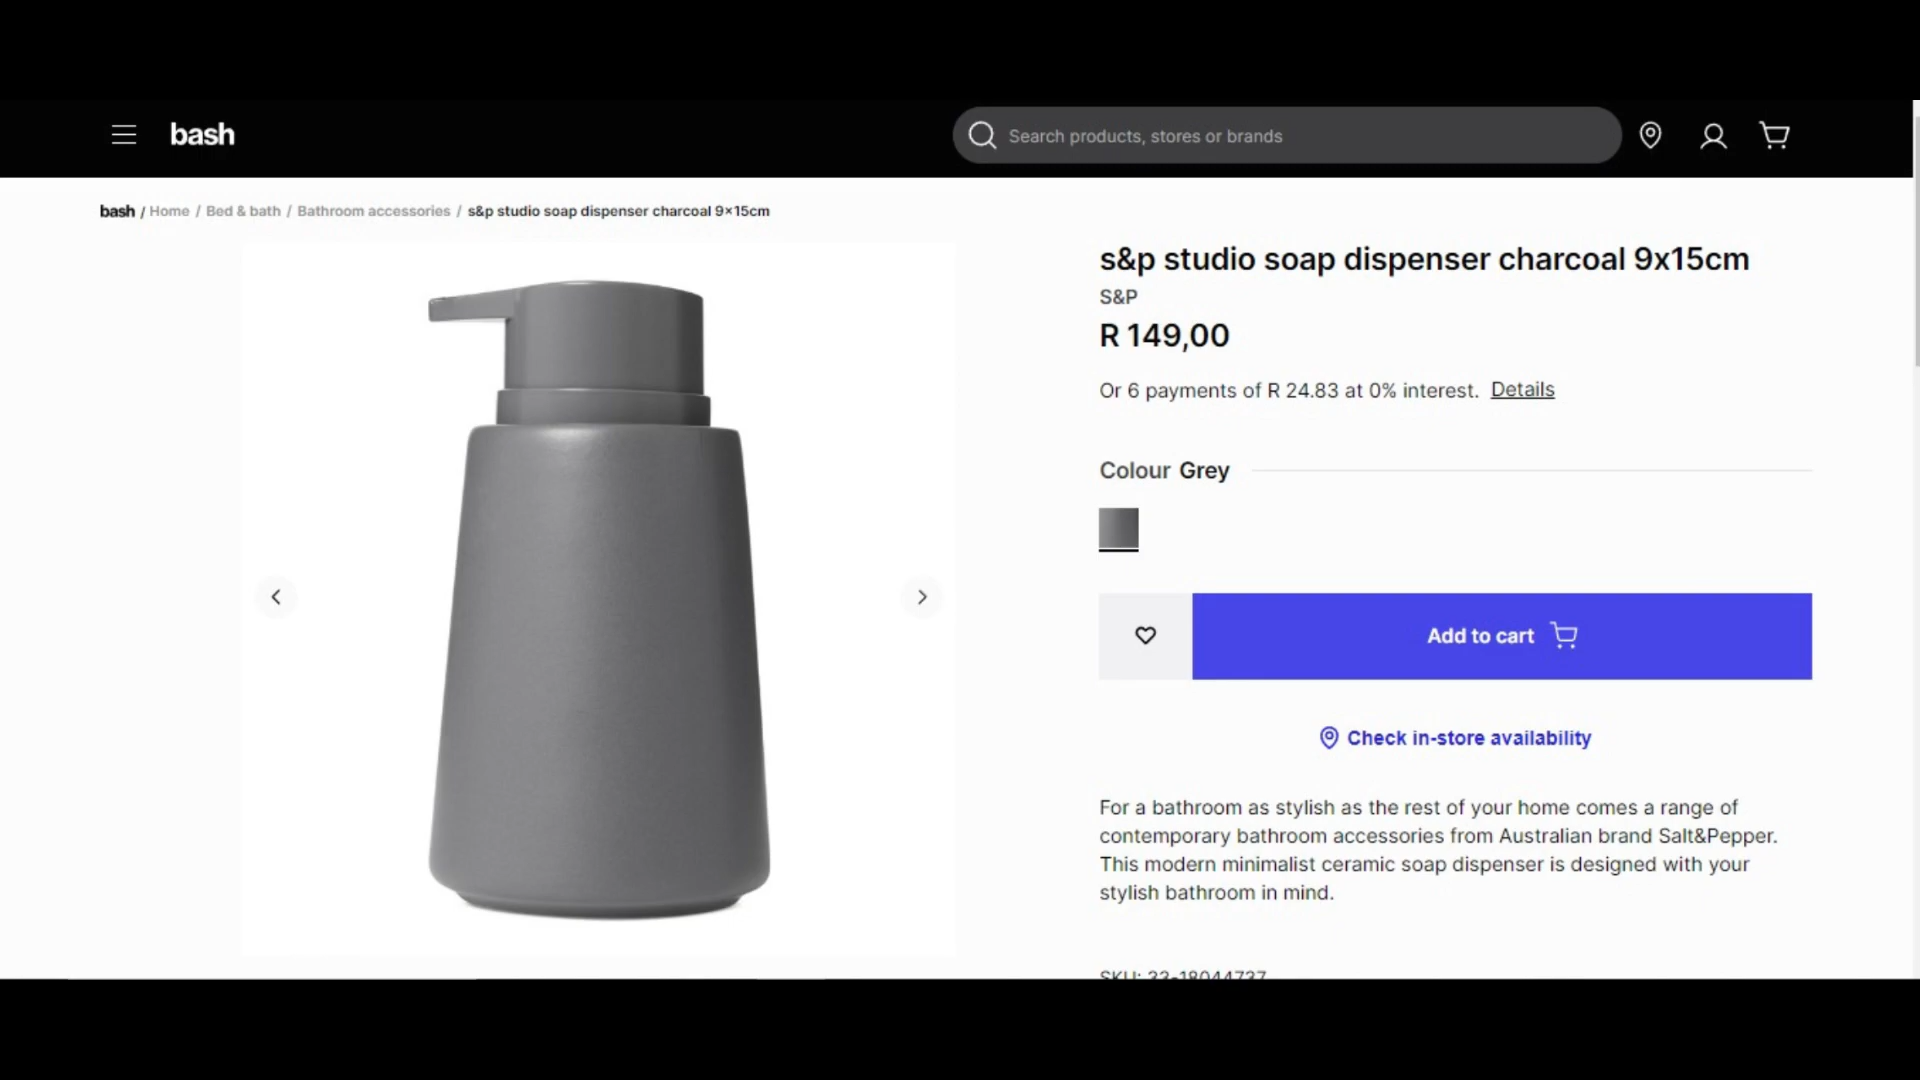 bash
Search products, stores or brands
bash / Home / Bed & bath / Bathroom accessories / s&p studio soap dispenser charcoal 9x15cm
s&p studio soap dispenser charcoal 9x15cm
S&P
R 149,00
Or 6 payments of R 24.83 at 0% interest. Details
Colour Grey
Add to cart
Check in-store availability
For a bathroom as stylish as the rest of your home comes a range of
contemporary bathroom accessories from Australian brand Salt&Pepper.
This modern minimalist ceramic soap dispenser is designed with your
stylish bathroom in mind.
SKU: 33-18044737